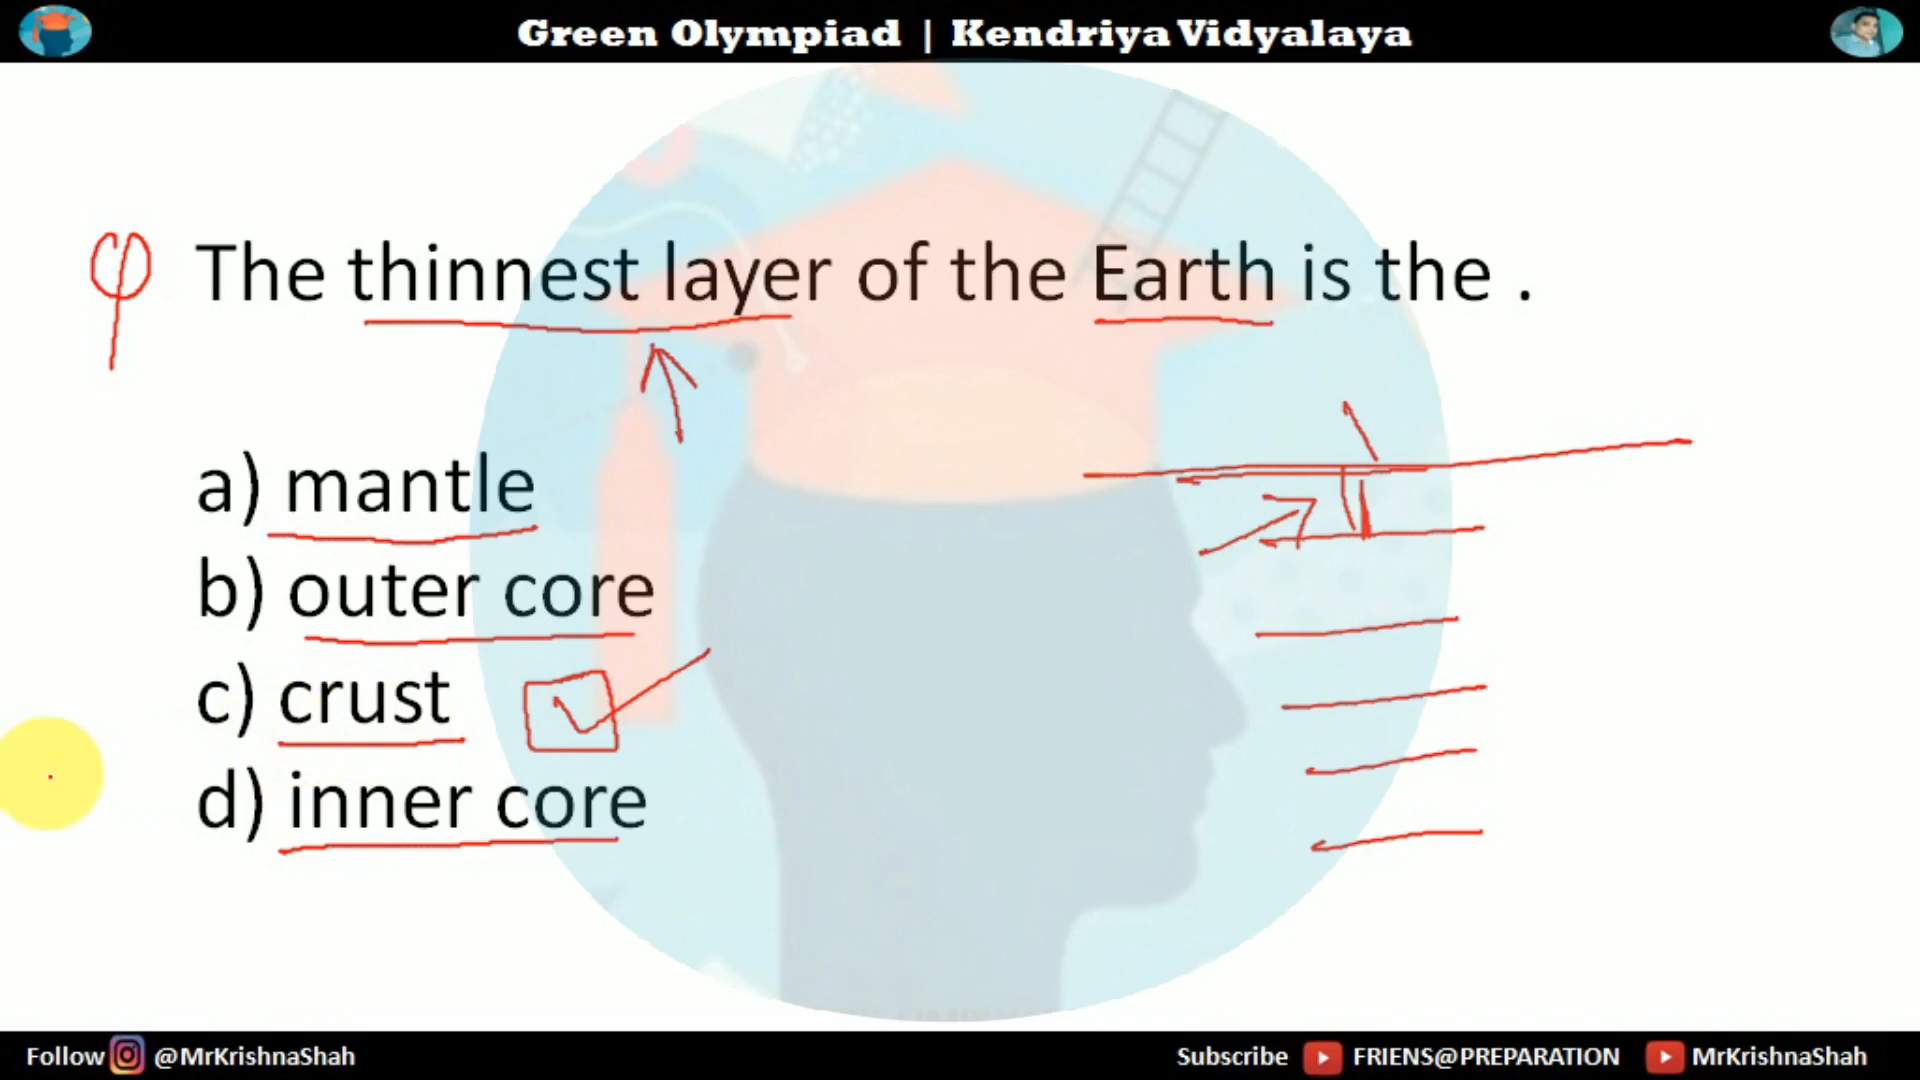 Green Olympiad | Kendriya Vidyalaya
φ The thinnest layer of the Earth is the .
a) mantle
b) outer core
c) crust
d) inner core
Follow @MrKrishnaShah
Subscribe FRIENS@PREPARATION MrKrishnaShah